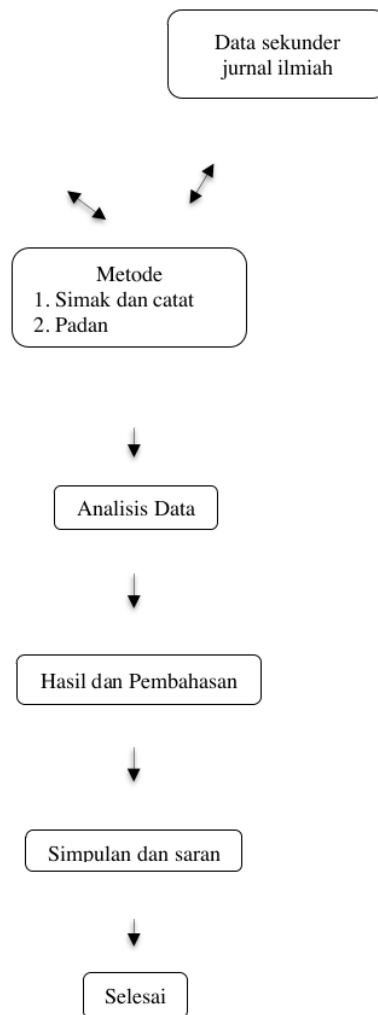 Data sekunder
jurnal ilmiah
Metode
1. Simak dan catat
2. Padan
Analisis Data
Hasil dan Pembahasan
Simpulan dan saran
Selesai